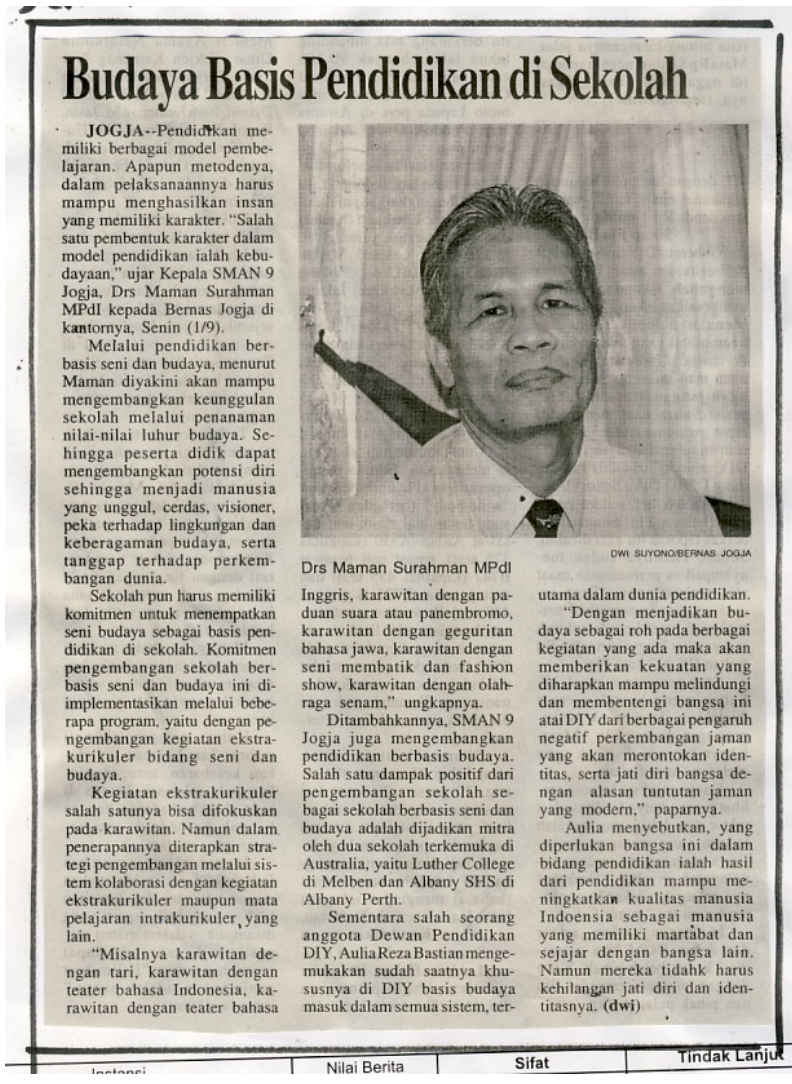 Budaya Basis Pendidikan di Sekolah
JOGJA--Pendidikan me-
miliki berbagai model pembe-
lajaran. Apapun metodenya,
dalam pelaksanaannya harus
mampu menghasilkan insan
yang memiliki karakter. “Salah
satu pembentuk karakter dalam
model pendidikan ialah kebu-
dayaan,” ujar Kepala SMAN 9
Jogja, Drs Maman Surahman
MPdI kepada Bernas Jogja di
kantornya, Senin (1/9).
Melalui pendidikan ber-
basis seni dan budaya, menurut
Maman diyakini akan mampu
mengembangkan keunggulan
sekolah melalui penanaman
nilai-nilai luhur budaya. Se-
hingga peserta didik dapat
mengembangkan potensi diri
sehingga menjadi manusia
yang unggul, cerdas, visioner,
peka terhadap lingkungan dan
keberagaman budaya, serta
tanggap terhadap perkem-
bangan dunia.
Sekolah pun harus memiliki
komitmen untuk menempatkan
seni budaya sebagai basis pen-
didikan di sekolah. Komitmen
pengembangan sekolah ber-
basis seni dan budaya ini di-
implementasikan melalui bebe-
rapa program, yaitu dengan pe-
ngembangan kegiatan ekstra-
kurikuler bidang seni dan
budaya.
Kegiatan ekstrakurikuler
salah satunya bisa difokuskan
pada karawitan. Namun dalam
penerapannya diterapkan stra-
tegi pengembangan melalui sis-
tem kolaborasi dengan kegiatan
ekstrakurikuler maupun mata
pelajaran intrakurikuler yang
lain.
“Misalnya karawitan de-
ngan tari, karawitan dengan
teater bahasa Indonesia, ka-
rawitan dengan teater bahasa
DWI SUYONO/BERNAS JOGJA
Drs Maman Surahman MPdI
Inggris, karawitan dengan pa-
duan suara atau panembromo,
karawitan dengan geguritan
bahasa jawa, karawitan dengan
seni membatik dan fashion
show, karawitan dengan olah-
raga senam,” ungkapnya.
Ditambahkannya, SMAN 9
Jogja juga mengembangkan
pendidikan berbasis budaya.
Salah satu dampak positif dari
pengembangan sekolah se-
bagai sekolah berbasis seni dan
budaya adalah dijadikan mitra
oleh dua sekolah terkemuka di
Australia, yaitu Luther College
di Melben dan Albany SHS di
Albany Perth.
Sementara salah seorang
anggota Dewan Pendidikan
DIY, Aulia Reza Bastian menge-
mukakan sudah saatnya khu-
susnya di DIY basis budaya
masuk dalam semua sistem, ter-
utama dalam dunia pendidikan.
“Dengan menjadikan bu-
daya sebagai roh pada berbagai
kegiatan yang ada maka akan
memberikan kekuatan yang
diharapkan mampu melindungi
dan membentengi bangsa ini
atai DIY dari berbagai pengaruh
negatif perkembangan jaman
yang akan merontokan iden-
titas, serta jati diri bangsa de-
ngan alasan tuntutan jaman
yang modern,” paparnya.
Aulia menyebutkan, yang
diperlukan bangsa ini dalam
bidang pendidikan ialah hasil
dari pendidikan mampu me-
ningkatkan kualitas manusia
Indoensia sebagai manusia
yang memiliki martabat dan
sejajar dengan bangsa lain.
Namun mereka tidahk harus
kehilangan jati diri dan iden-
titasnya. (dwi)
Instansi
Nilai Berita
Sifat
Tindak Lanjut